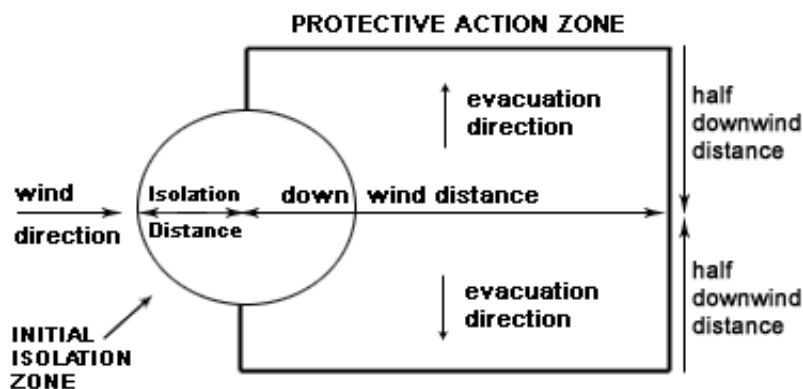 PROTECTIVE ACTION ZONE
evacuation
direction
half
downwind
distance
wind
direction
Isolation
Distance
down wind distance
evacuation
direction
half
downwind
distance
INITIAL
ISOLATION
ZONE